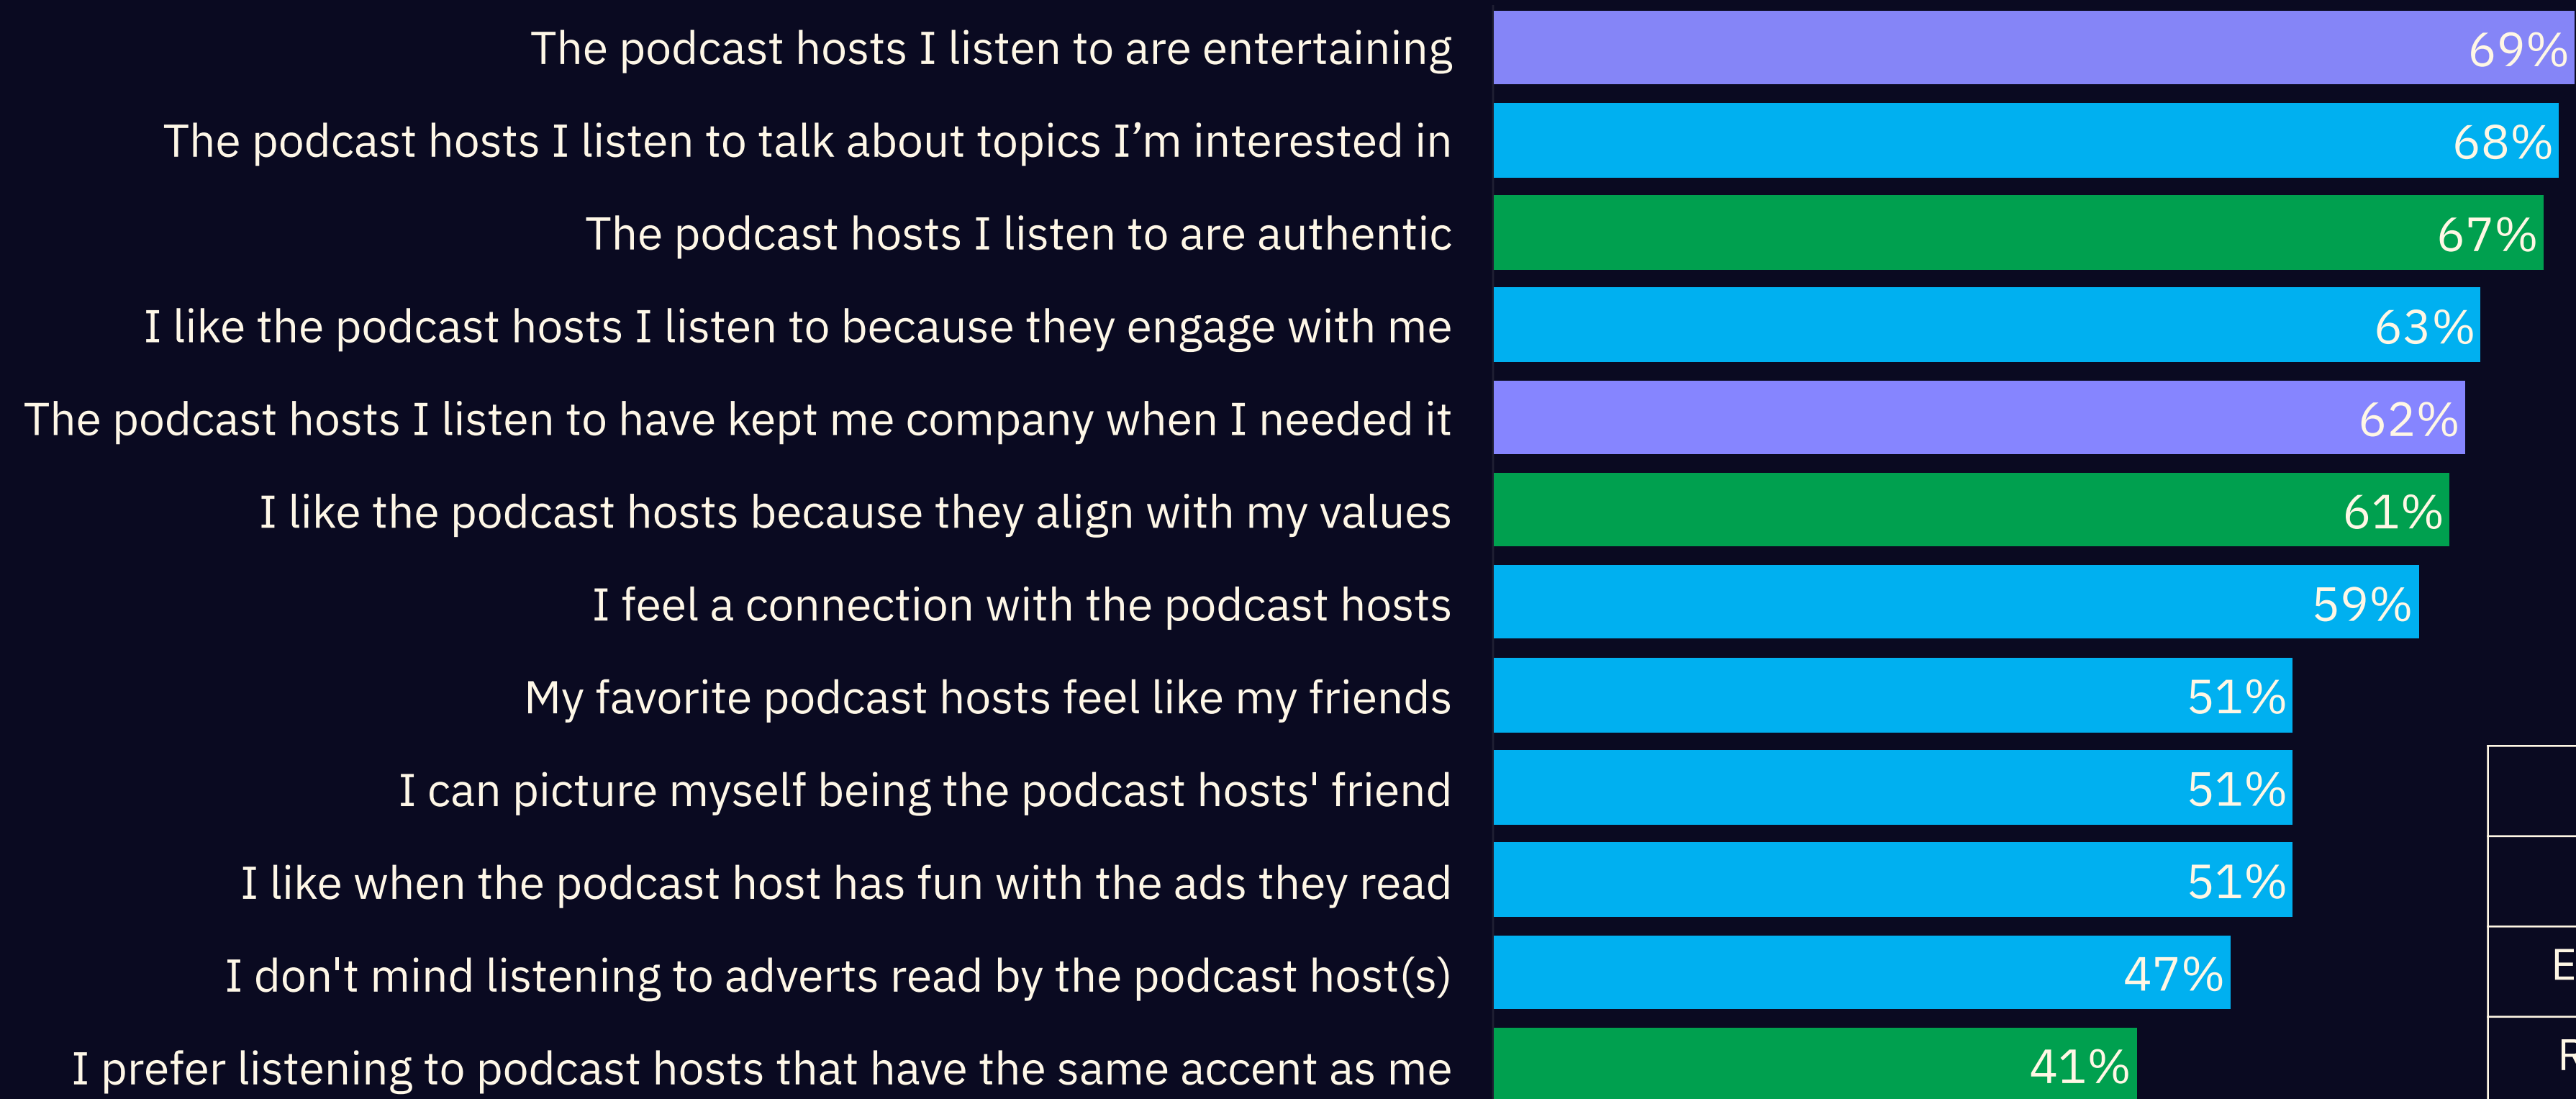 The podcast hosts I listen to are entertaining 69%
The podcast hosts I listen to talk about topics I’m interested in 68%
The podcast hosts I listen to are authentic 67%
I like the podcast hosts I listen to because they engage with me 63%
The podcast hosts I listen to have kept me company when I needed it 62%
I like the podcast hosts because they align with my values 61%
I feel a connection with the podcast hosts 59%
My favorite podcast hosts feel like my friends 51%
I can picture myself being the podcast hosts' friend 51%
I like when the podcast host has fun with the ads they read 51%
I don't mind listening to adverts read by the podcast host(s) 47%
I prefer listening to podcast hosts that have the same accent as me 41%